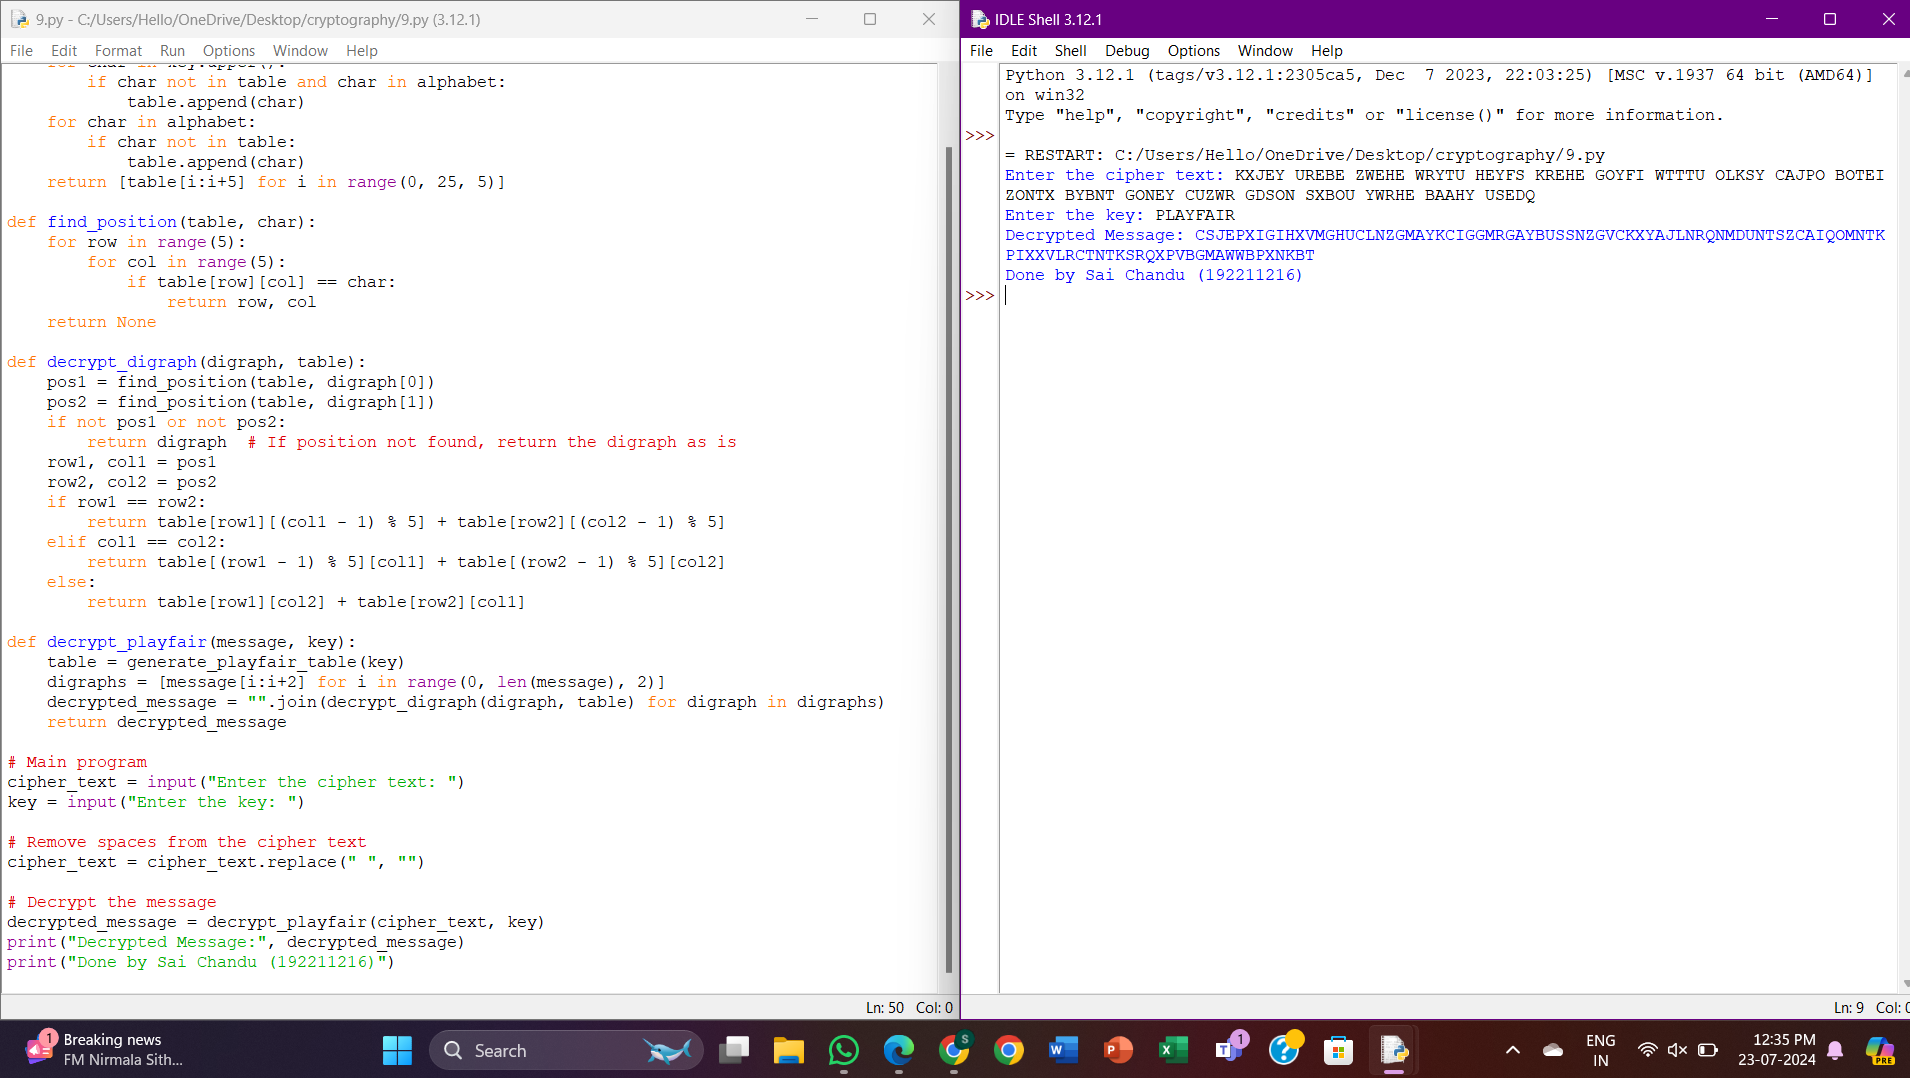 9.py - C:/Users/Hello/OneDrive/Desktop/cryptography/9.py (3.12.1)
File Edit Format Run Options Window Help
    for char in key.upper():
        if char not in table and char in alphabet:
            table.append(char)
    for char in alphabet:
        if char not in table:
            table.append(char)
    return [table[i:i+5] for i in range(0, 25, 5)]
def find_position(table, char):
    for row in range(5):
        for col in range(5):
            if table[row][col] == char:
                return row, col
    return None
def decrypt_digraph(digraph, table):
    pos1 = find_position(table, digraph[0])
    pos2 = find_position(table, digraph[1])
    if not pos1 or not pos2:
        return digraph  # If position not found, return the digraph as is
    row1, col1 = pos1
    row2, col2 = pos2
    if row1 == row2:
        return table[row1][(col1 - 1) % 5] + table[row2][(col2 - 1) % 5]
    elif col1 == col2:
        return table[(row1 - 1) % 5][col1] + table[(row2 - 1) % 5][col2]
    else:
        return table[row1][col2] + table[row2][col1]
def decrypt_playfair(message, key):
    table = generate_playfair_table(key)
    digraphs = [message[i:i+2] for i in range(0, len(message), 2)]
    decrypted_message = "".join(decrypt_digraph(digraph, table) for digraph in digraphs)
    return decrypted_message
# Main program
cipher_text = input("Enter the cipher text: ")
key = input("Enter the key: ")
# Remove spaces from the cipher text
cipher_text = cipher_text.replace(" ", "")
# Decrypt the message
decrypted_message = decrypt_playfair(cipher_text, key)
print("Decrypted Message:", decrypted_message)
print("Done by Sai Chandu (192211216)")
Ln: 50 Col: 0
IDLE Shell 3.12.1
File Edit Shell Debug Options Window Help
Python 3.12.1 (tags/v3.12.1:2305ca5, Dec  7 2023, 22:03:25) [MSC v.1937 64 bit (AMD64)]
on win32
Type "help", "copyright", "credits" or "license()" for more information.
>>>
= RESTART: C:/Users/Hello/OneDrive/Desktop/cryptography/9.py
Enter the cipher text: KXJEY UREBE ZWEHE WRYTU HEYFS KREHE GOYFI WTTTU OLKSY CAJPO BOTEI
ZONTX BYBNT GONEY CUZWR GDSON SXBOU YWRHE BAAHY USEDQ
Enter the key: PLAYFAIR
Decrypted Message: CSJEPXIGIHXVMGHUCLNZGMAYKCIGGMRGAYBUSSNZGVCKXYAJLNRQNMDUNTSZCAIQOMNTK
PIXXVLRCTNTKSRQXPVBGMAWWBPXNKBT
Done by Sai Chandu (192211216)
>>>
Ln: 9 Col: 0
1
Breaking news
FM Nirmala Sith...
Search
S
W
P
X
T
1
?
ENG
IN
12:35 PM
23-07-2024
PRE